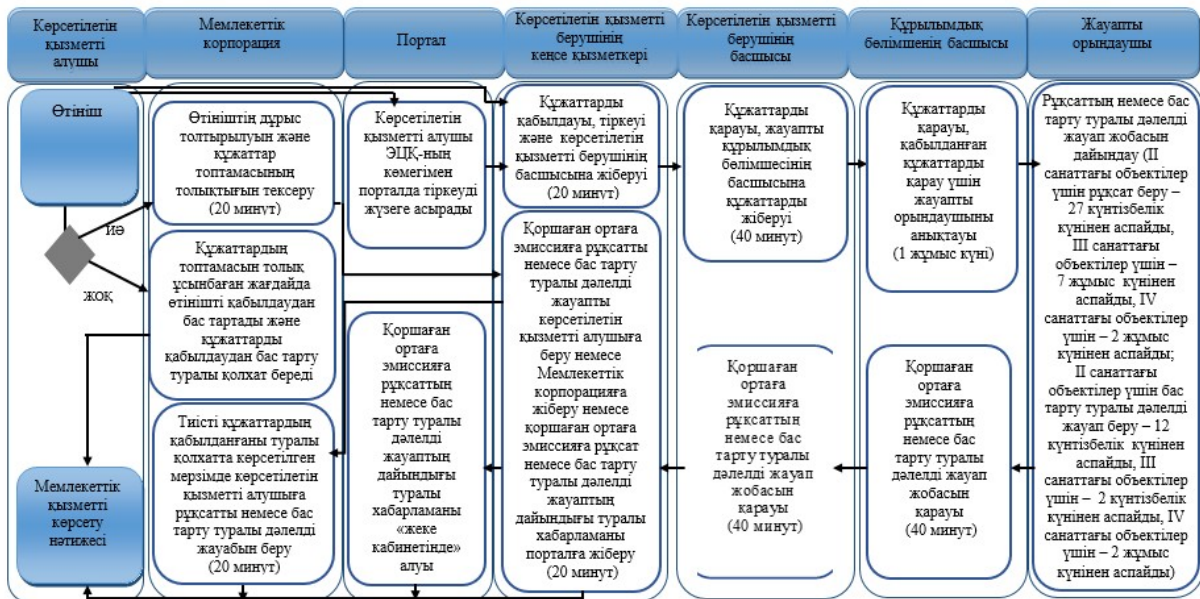 Көрсетілетін
қызметті
алушы
Мемлекеттік
корпорация
Портал
Көрсетілетін қызметті
берушінің
кеңсе қызметкері
Көрсетілетін қызметті
берушінің
басшысы
Құрылымдық
бөлімшенің басшысы
Жауапты
орындаушы
Өтініш
ИӘ
ЖОҚ
Мемлекеттік
қызметті
көрсету
нәтижесі
Өтініштің дұрыс
толтырылуын және
құжаттар
топтамасының
толықтығын тексеру
(20 минут)
Құжаттардың
топтамасын толық
ұсынбаған жағдайда
өтінішті қабылдаудан
бас тартады және
құжаттарды
қабылдаудан бас тарту
туралы қолхат береді
Тиісті құжаттардың
қабылданғаны туралы
қолхатта көрсетілген
мерзімде көрсетілетін
қызметті алушыға
рұқсатты немесе бас
тарту туралы дәлелді
жауабын беру
(20 минут)
Көрсетілетін
қызметті алушы
ЭЦҚ-ның
көмегімен
порталда тіркеуді
жүзеге асырады
Қоршаған ортаға
эмиссияға
рұқсаттың
немесе бас
тарту туралы
дәлелді
жауаптың
дайындығы
туралы
хабарламаны
«жеке
кабинетінде»
алуы
Құжаттарды
қабылдауы, тіркеуі
және көрсетілетін
қызметті берушінің
басшысына жіберуі
(20 минут)
Қоршаған ортаға
эмиссияға рұқсатты
немесе бас тарту
туралы дәлелді
жауапты
көрсетілетін
қызметті алушыға
беру немесе
Мемлекеттік
корпорацияға
жіберу немесе
қоршаған ортаға
эмиссияға рұқсат
немесе бас тарту
туралы дәлелді
жауаптың
дайындығы туралы
хабарламаны
порталға жіберу
(20 минут)
Құжаттарды
қарауы, жауапты
құрылымдық
бөлімшесінің
басшысына
құжаттарды
жіберуі
(40 минут)
Қоршаған
ортаға
эмиссияға
рұқсаттың
немесе бас
тарту туралы
дәлелді жауап
жобасын
қарауы
(40 минут)
Құжаттарды
қарауы,
қабылданған
құжаттарды
қарау үшін
жауапты
орындаушыны
анықтауы
(1 жұмыс күні)
Қоршаған
ортаға
эмиссияға
рұқсаттың
немесе бас
тарту туралы
дәлелді жауап
жобасын
қарауы
(40 минут)
Рұқсаттың немесе бас
тарту туралы дәлелді
жауап жобасын
дайындау (II
санаттағы объектілер
үшін рұқсат беру –
27 күнтізбелік
күнінен аспайды,
III санаттағы
объектілер үшін –
7 жұмыс күнінен
аспайды, IV
санаттағы объектілер
үшін – 2 жұмыс
күнінен аспайды;
II санаттағы
объектілер үшін бас
тарту туралы дәлелді
жауап беру – 12
күнтізбелік күнінен
аспайды, III
санаттағы объектілер
үшін – 2 күнтізбелік
күнінен аспайды, IV
санаттағы объектілер
үшін – 2 жұмыс
күнінен аспайды)